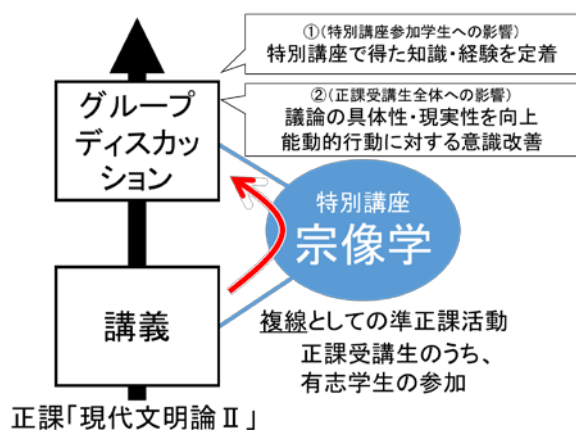 ①(特別講座参加学生への影響)
特別講座で得た知識・経験を定着
②(正課受講生全体への影響)
議論の具体性・現実性を向上
能動的行動に対する意識改善
グループ
ディスカッ
ション
特別講座
宗像学
講義
複線としての準正課活動
正課受講生のうち、
有志学生の参加
正課「現代文明論Ⅱ」